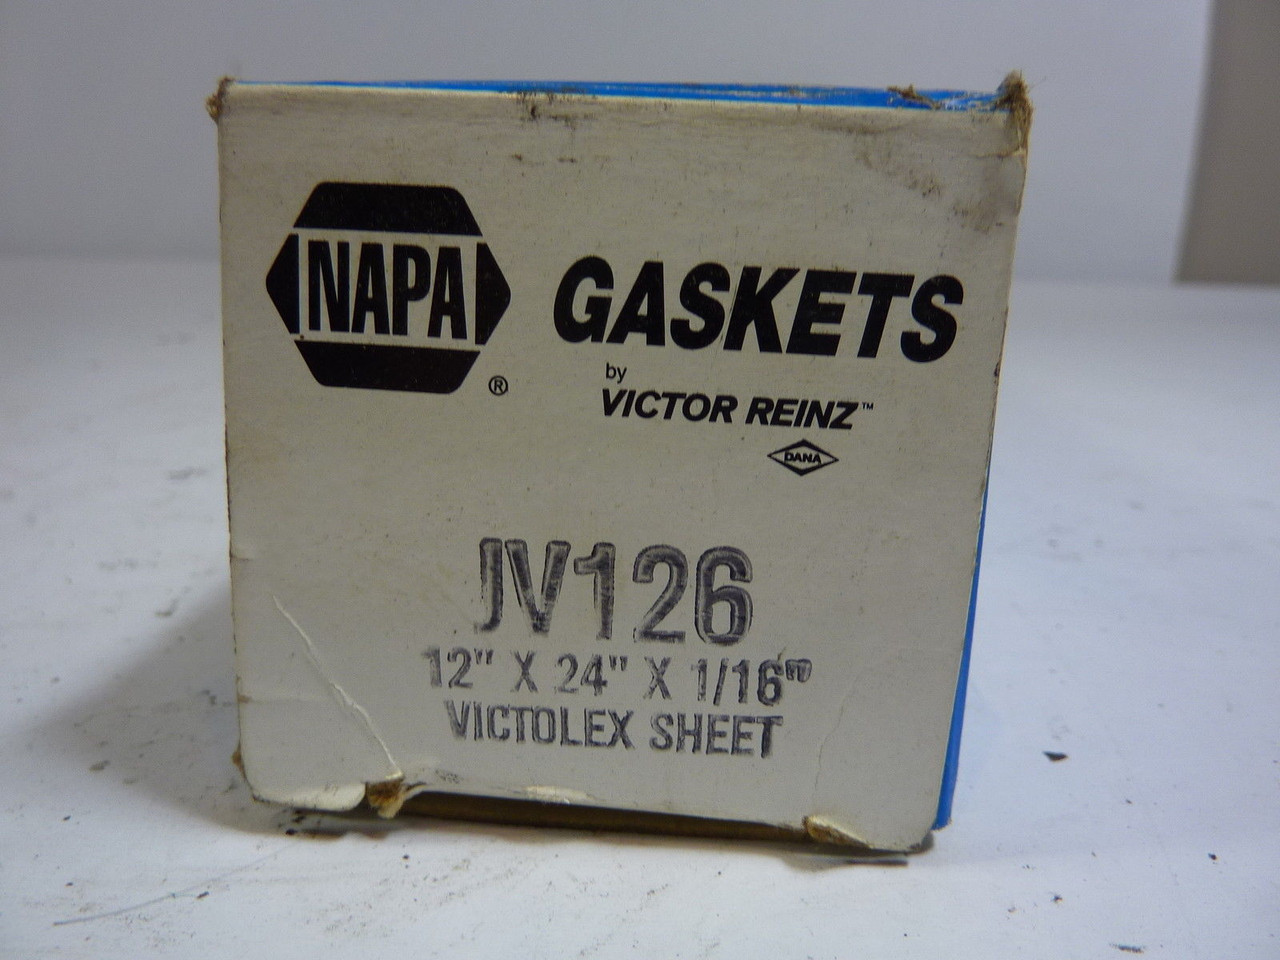 NAPA®
GASKETS
by
VICTOR REINZ™
DANA
JV126
12" X 24" X 1/16"
VICTOLEX SHEET